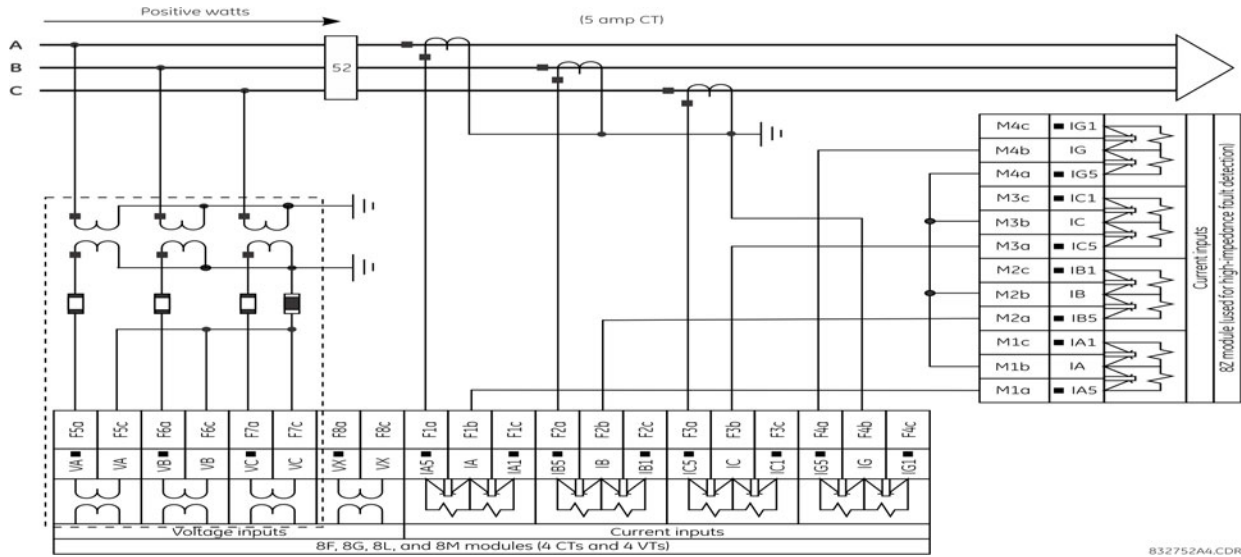 Positive watts
(5 amp CT)
A
B
C
52
M4c ■ IG1
M4b IG
M4a ■ IG5
M3c ■ IC1
M3b IC
M3a ■ IC5
M2c ■ IB1
M2b IB
M2a ■ IB5
M1c ■ IA1
M1b IA
M1a ■ IA5
Current inputs
8Z module (used for high-impedance fault detection)
F5a F5c F6a F6c F7a F7c F8a F8c F1a F1b F1c F2a F2b F2c F3a F3b F3c F4a F4b F4c
VA VA VB VB VC VC VX VX IA5 IA IA1 IB5 IB IB1 IC5 IC IC1 IG5 IG IG1
Voltage inputs
Current inputs
8F, 8G, 8L, and 8M modules (4 CTs and 4 VTs)
832752A4.CDR